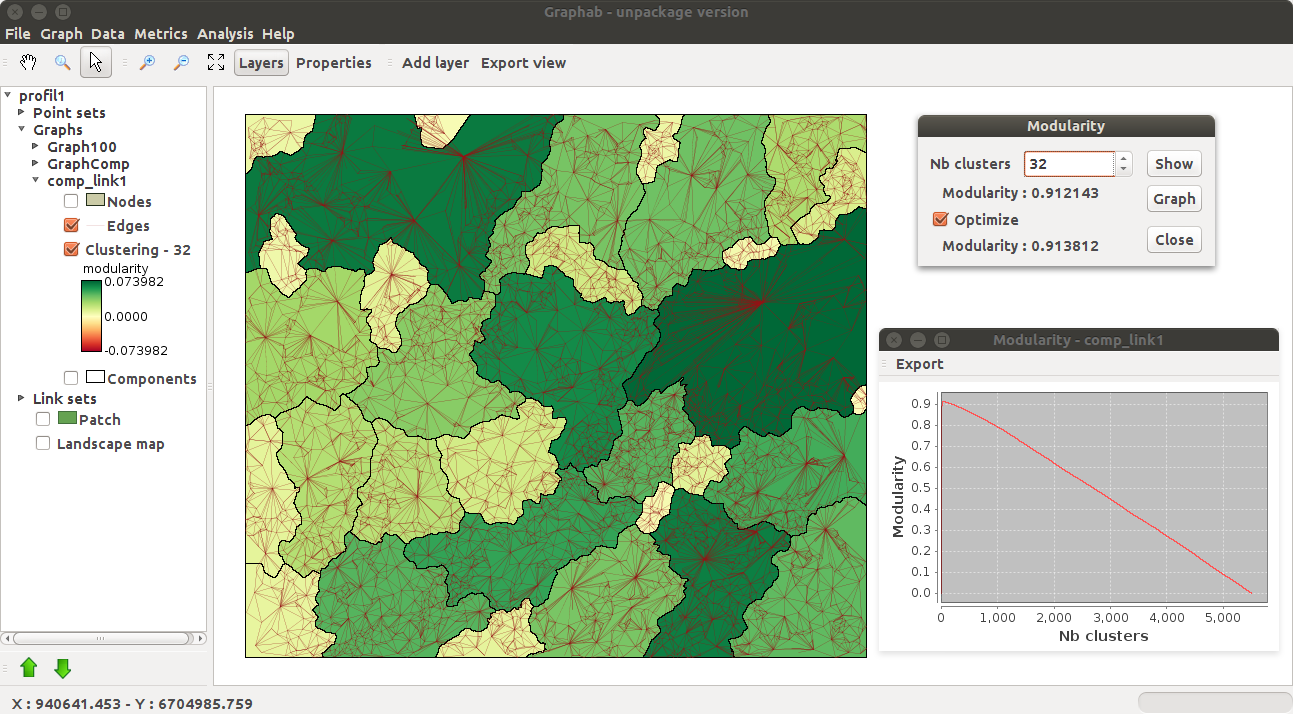 Graphab - unpackage version
File Graph Data Metrics Analysis Help
Layers Properties Add layer Export view
profil1
Point sets
Graphs
Graph100
GraphComp
comp_link1
Nodes
Edges
Clustering - 32
modularity
0.073982
0.0000
-0.073982
Components
Link sets
Patch
Landscape map
Modularity
Nb clusters 32 Show
Modularity : 0.912143
Graph
Optimize
Modularity : 0.913812
Close
Modularity - comp_link1
Export
0.9
0.8
0.7
0.6
0.5
0.4
0.3
0.2
0.1
0.0
Modularity
0 1,000 2,000 3,000 4,000 5,000
Nb clusters
X : 940641.453 - Y : 6704985.759